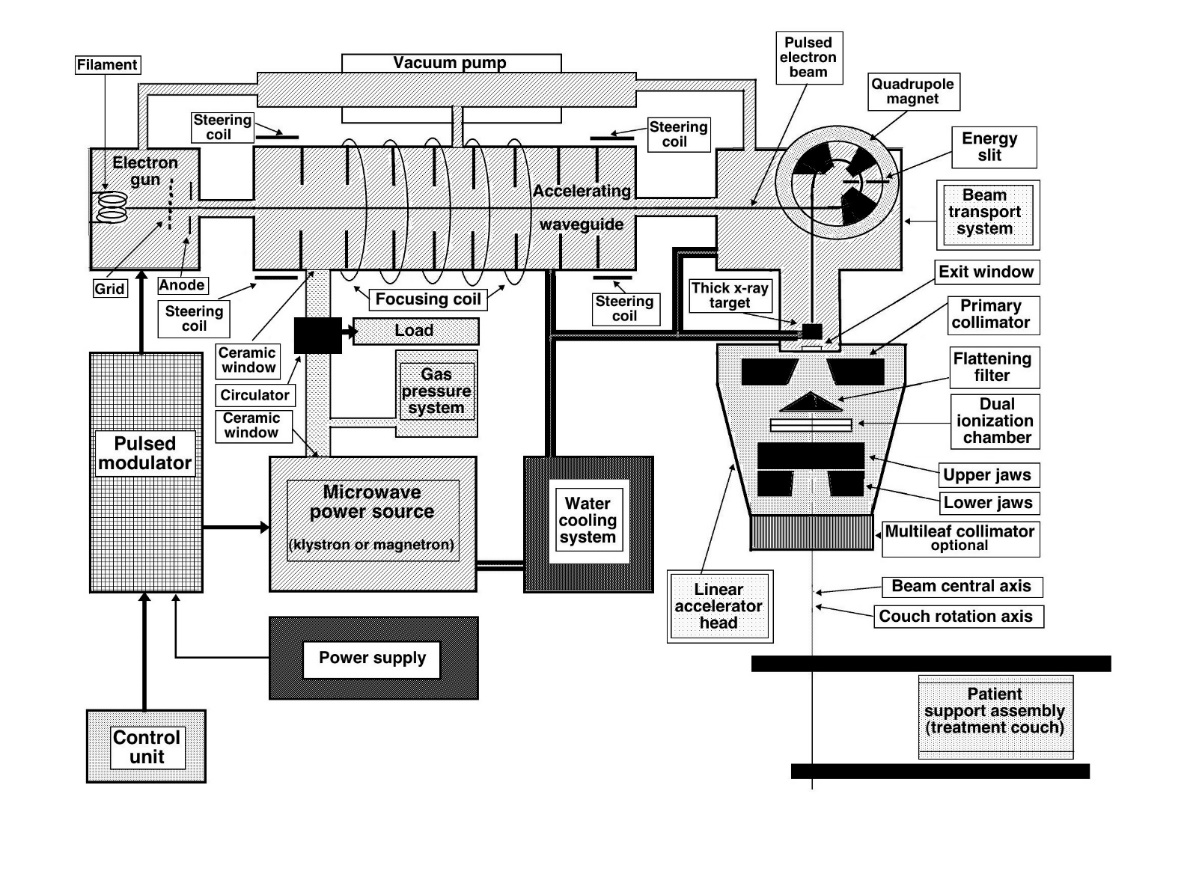 Filament
Vacuum pump
Pulsed
electron
beam
Quadrupole
magnet
Steering
coil
Steering
coil
Energy
slit
Electron
gun
Accelerating
waveguide
Beam
transport
system
Grid
Anode
Steering
coil
Focusing coil
Steering
coil
Thick x-ray
target
Exit window
Primary
collimator
Load
Ceramic
window
Circulator
Ceramic
window
Gas
pressure
system
Flattening
filter
Dual
ionization
chamber
Pulsed
modulator
Upper jaws
Lower jaws
Microwave
power source
(klystron or magnetron)
Water
cooling
system
Multileaf collimator
optional
Linear
accelerator
head
Beam central axis
Couch rotation axis
Power supply
Patient
support assembly
(treatment couch)
Control
unit